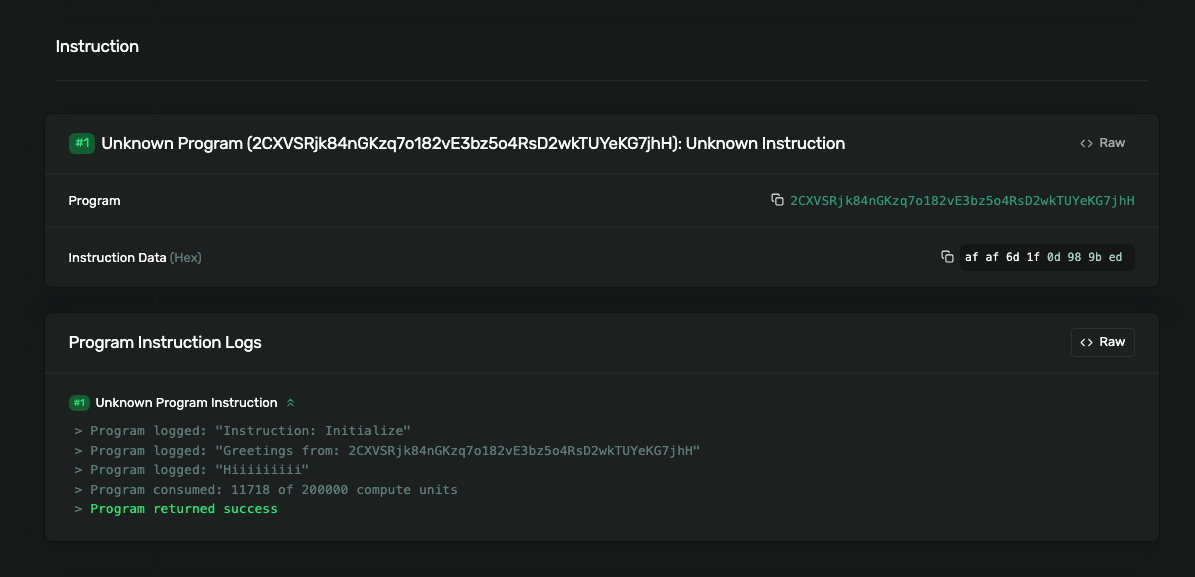 Instruction
#1 Unknown Program (2CXVSRjk84nGKzq7o182vE3bz5o4RsD2wkTUYeKG7jhH): Unknown Instruction
<> Raw
Program
2CXVSRjk84nGKzq7o182vE3bz5o4RsD2wkTUYeKG7jhH
Instruction Data (Hex)
af af 6d 1f 0d 98 9b ed
Program Instruction Logs
<> Raw
#1 Unknown Program Instruction
> Program logged: "Instruction: Initialize"
> Program logged: "Greetings from: 2CXVSRjk84nGKzq7o182vE3bz5o4RsD2wkTUYeKG7jhH"
> Program logged: "Hiiiiiiiii"
> Program consumed: 11718 of 200000 compute units
> Program returned success